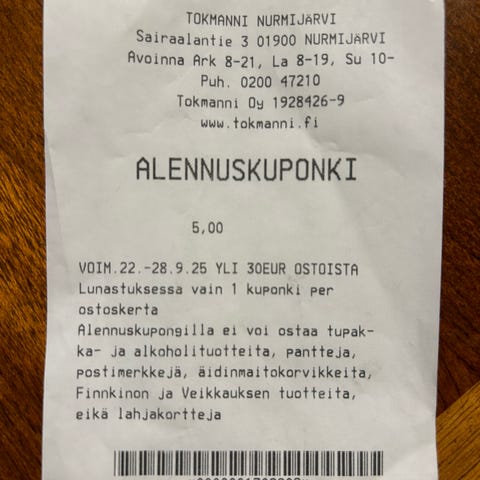 TOKMANNI NURMIJÄRVI
Sairaalantie 3 01900 NURMIJÄRVI
Avoinna Ark 8-21, La 8-19, Su 10-
Puh. 0200 47210
Tokmanni Oy 1928426-9
www.tokmanni.fi
ALENNUSKUPONKI
5,00
VOIM.22.-28.9.25 YLI 30EUR OSTOISTA
Lunastuksessa vain 1 kuponki per
ostoskerta
Alennuskupongilla ei voi ostaa tupak-
ka- ja alkoholituotteita, pantteja,
postimerkkejä, äidinmaitokorvikkeita,
Finnkinon ja Veikkauksen tuotteita,
eikä lahjakortteja